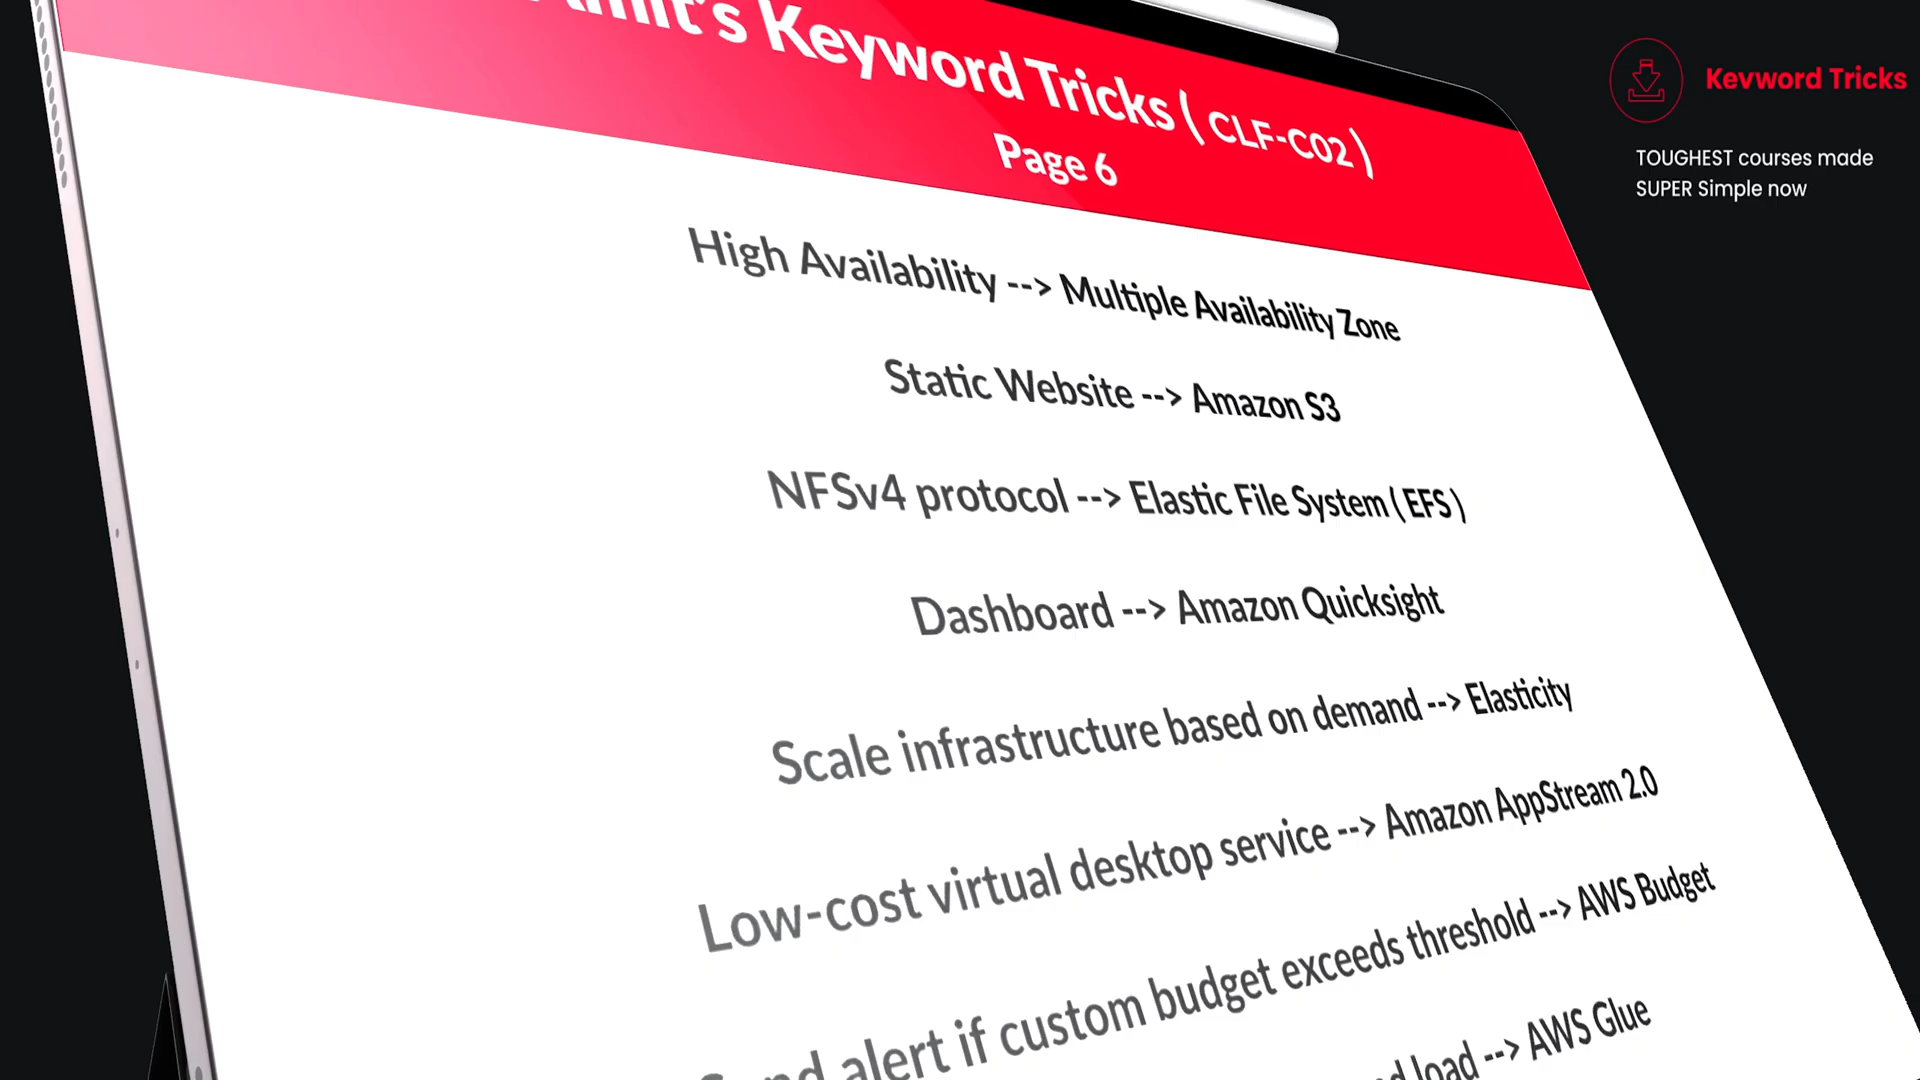 Keyword Tricks ( CLF-C02 )
Page 6
High Availability --> Multiple Availability Zone
Static Website --> Amazon S3
NFSv4 protocol --> Elastic File System ( EFS )
Dashboard --> Amazon Quicksight
Scale infrastructure based on demand --> Elasticity
Low-cost virtual desktop service --> Amazon AppStream 2.0
alert if custom budget exceeds threshold --> AWS Budget
load --> AWS Glue
Kevword Tricks
TOUGHEST courses made
SUPER Simple now